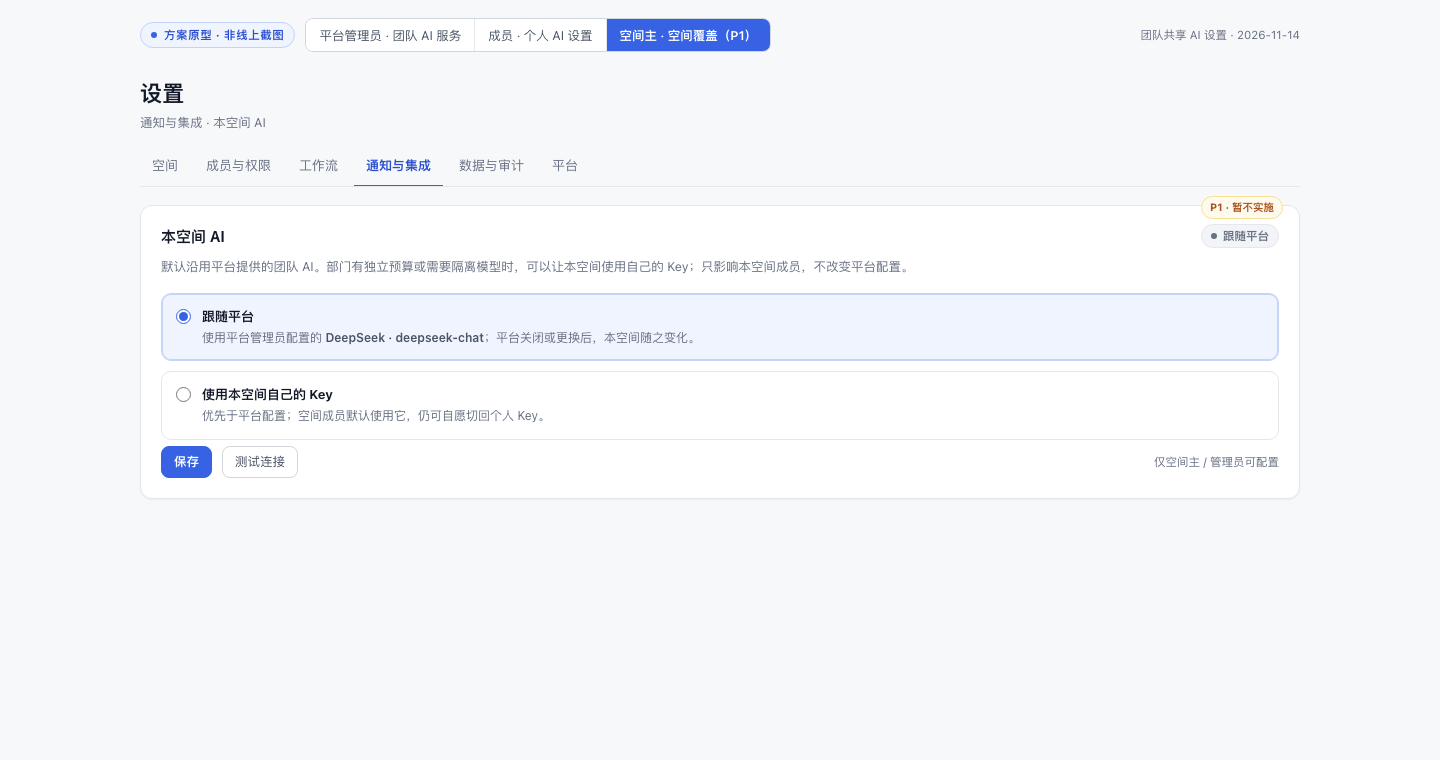 方案原型 · 非线上截图
平台管理员 · 团队 AI 服务
成员 · 个人 AI 设置
空间主 · 空间覆盖（P1）
团队共享 AI 设置 · 2026-11-14
设置
通知与集成 · 本空间 AI
空间
成员与权限
工作流
通知与集成
数据与审计
平台
P1 · 暂不实施
本空间 AI
跟随平台
默认沿用平台提供的团队 AI。部门有独立预算或需要隔离模型时，可以让本空间使用自己的 Key；只影响本空间成员，不改变平台配置。
跟随平台
使用平台管理员配置的 DeepSeek · deepseek-chat；平台关闭或更换后，本空间随之变化。
使用本空间自己的 Key
优先于平台配置；空间成员默认使用它，仍可自愿切回个人 Key。
保存
测试连接
仅空间主 / 管理员可配置